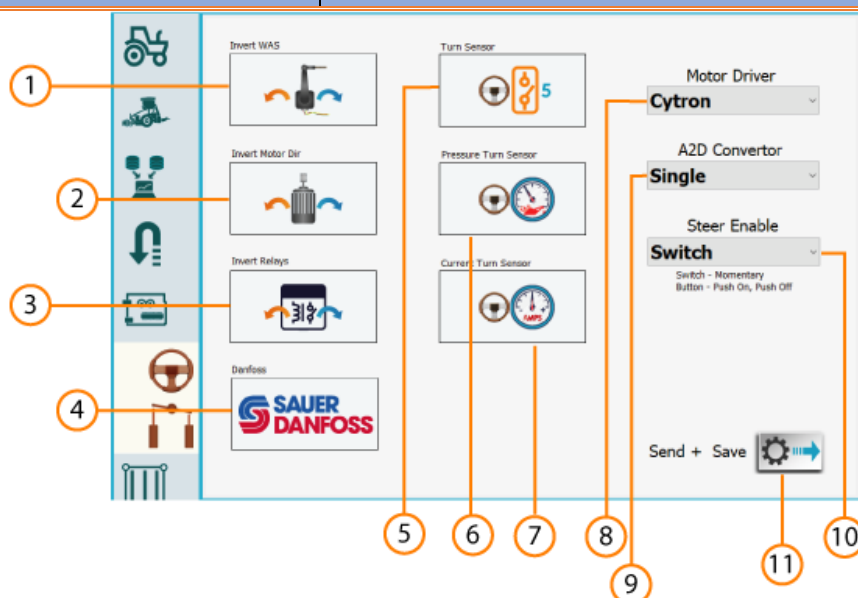 Invert WAS
Turn Sensor
5
Motor Driver
Cytron
1
Invert Motor Dir
Pressure Turn Sensor
A2D Convertor
Single
2
Steer Enable
Switch
Switch - Momentary
Button - Push On, Push Off
Invert Relays
Current Turn Sensor
AMPS
3
Danfoss
SAUER
DANFOSS
4
Send + Save
5
6
7
8
9
10
11